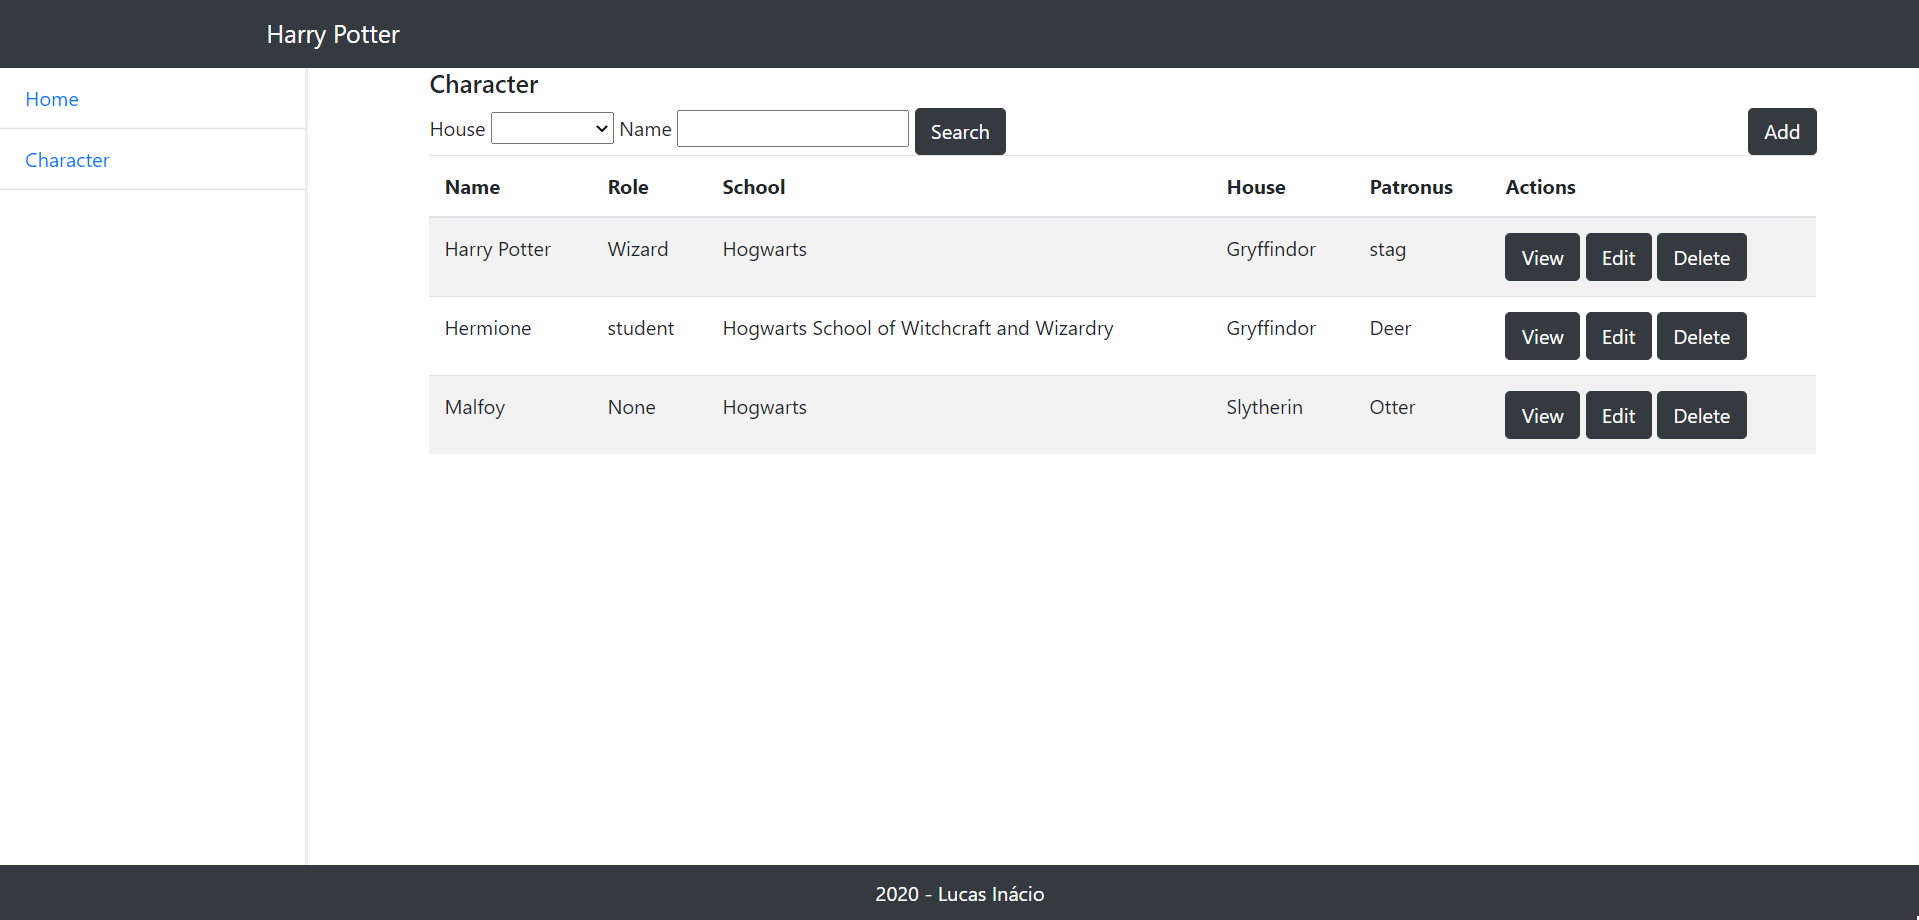 Harry Potter
Home
Character
Character
House Name Search Add
Name Role School House Patronus Actions
Harry Potter Wizard Hogwarts Gryffindor stag View Edit Delete
Hermione student Hogwarts School of Witchcraft and Wizardry Gryffindor Deer View Edit Delete
Malfoy None Hogwarts Slytherin Otter View Edit Delete
2020 - Lucas Inácio